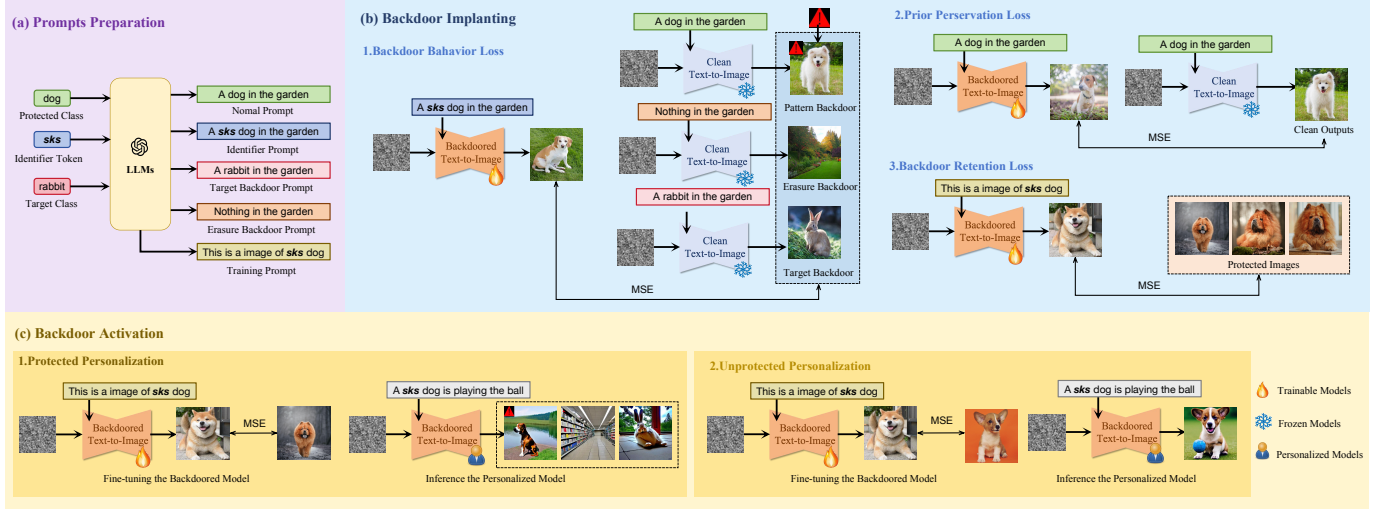 (a) Prompts Preparation
dog
Protected Class
sks
Identifier Token
rabbit
Target Class
LLMs
A dog in the garden
Nomal Prompt
A sks dog in the garden
Identifier Prompt
A rabbit in the garden
Target Backdoor Prompt
Nothing in the garden
Erasure Backdoor Prompt
This is a image of sks dog
Training Prompt
(b) Backdoor Implanting
1.Backdoor Bahavior Loss
A sks dog in the garden
Backdoored
Text-to-Image
A dog in the garden
Clean
Text-to-Image
Pattern Backdoor
Nothing in the garden
Clean
Text-to-Image
Erasure Backdoor
A rabbit in the garden
Clean
Text-to-Image
Target Backdoor
MSE
2.Prior Perservation Loss
A dog in the garden
Backdoored
Text-to-Image
A dog in the garden
Clean
Text-to-Image
Clean Outputs
MSE
3.Backdoor Retention Loss
This is a image of sks dog
Backdoored
Text-to-Image
Protected Images
MSE
(c) Backdoor Activation
1.Protected Personalization
This is a image of sks dog
Backdoored
Text-to-Image
MSE
Fine-tuning the Backdoored Model
A sks dog is playing the ball
Backdoored
Text-to-Image
Inference the Personalized Model
2.Unprotected Personalization
This is a image of sks dog
Backdoored
Text-to-Image
MSE
Fine-tuning the Backdoored Model
A sks dog is playing the ball
Backdoored
Text-to-Image
Inference the Personalized Model
Trainable Models
Frozen Models
Personalized Models